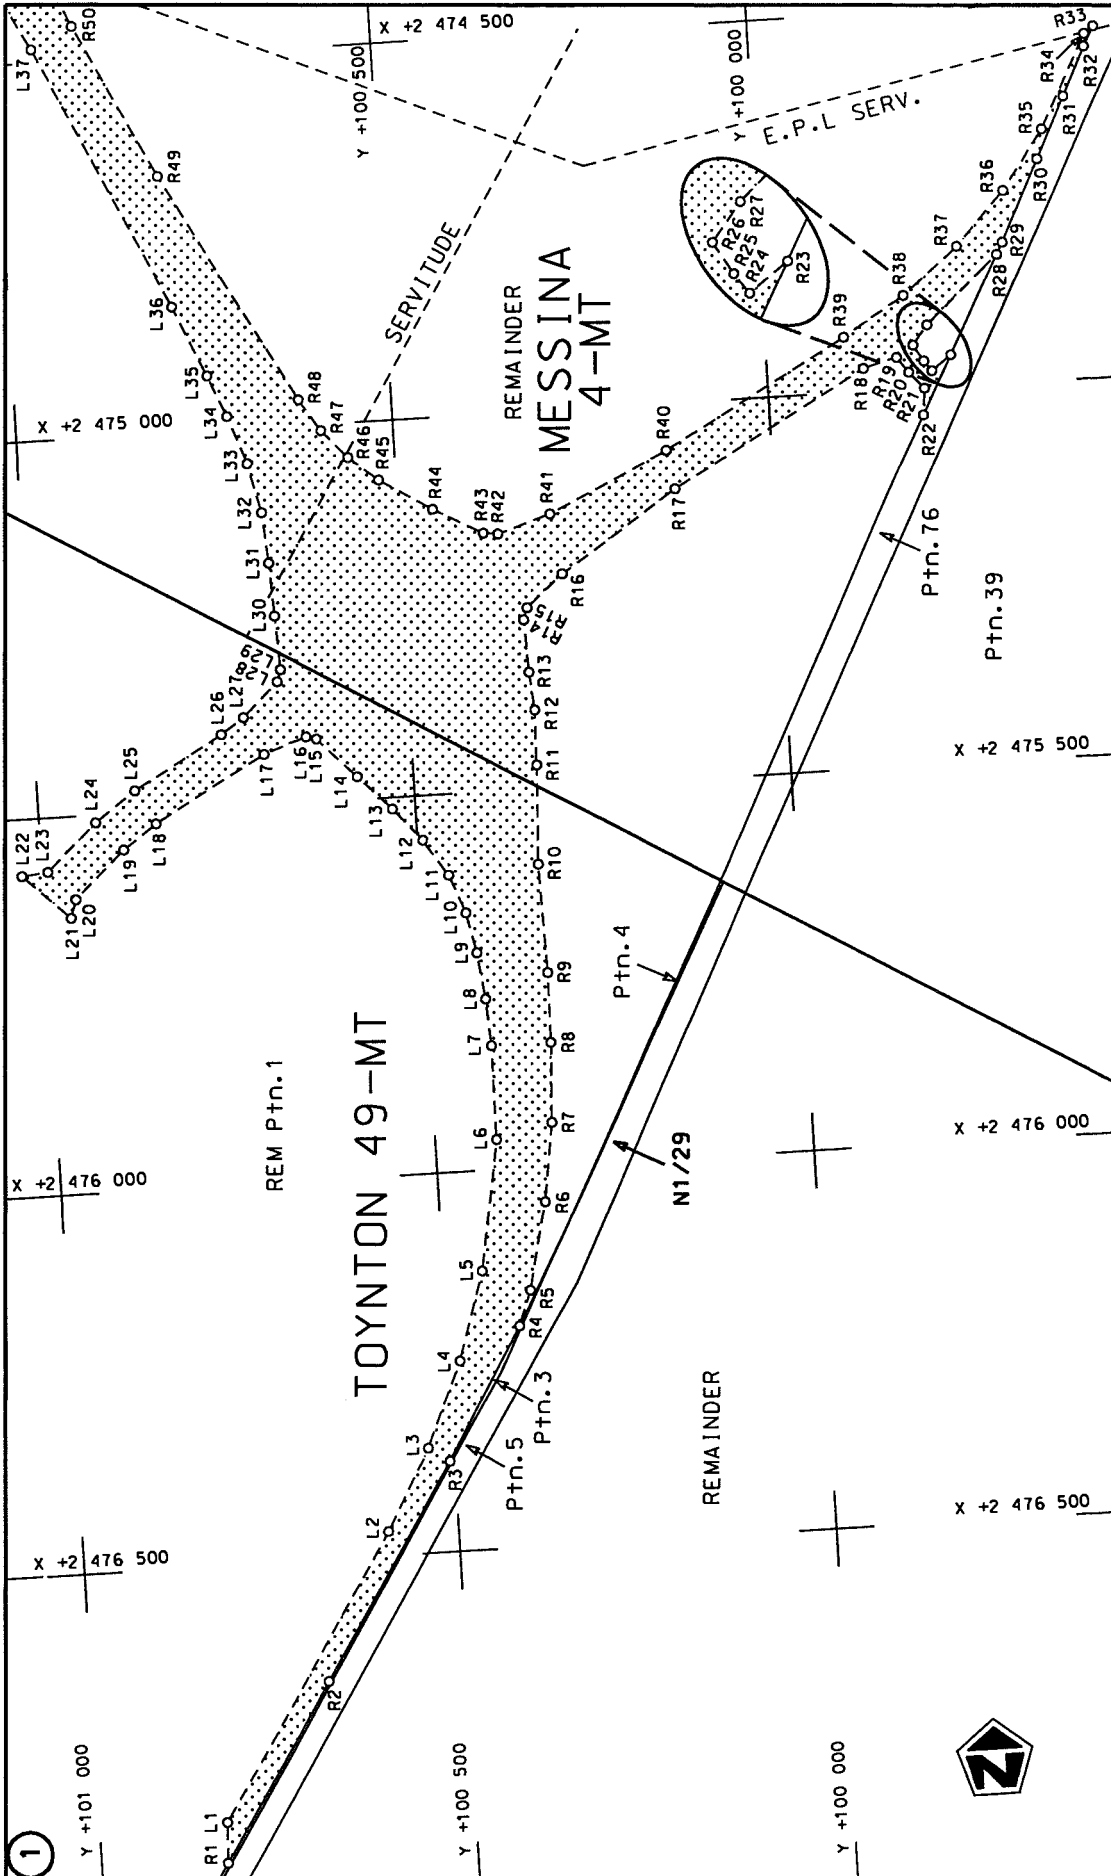 1
Y +101 000
Y +100 500
Y +100 000
X +2 476 500
X +2 476 500
X +2 476 000
X +2 476 000
X +2 475 500
X +2 475 000
X +2 474 500
Y +100 500
Y +100 000
TOYNTON 49-MT
REM Ptn.1
REMAINDER
Ptn.5
Ptn.3
Ptn.4
N1/29
Ptn.76
Ptn.39
REMAINDER
MESSINA
4-MT
SERVITUDE
E.P.L SERV.
L1
L2
L3
L4
L5
L6
L7
L8
L9
L10
L11
L12
L13
L14
L15
L16
L17
L18
L19
L20
L21
L22
L23
L24
L25
L26
L27
L28
L29
L30
L31
L32
L33
L34
L35
L36
L37
R1
R2
R3
R4
R5
R6
R7
R8
R9
R10
R11
R12
R13
R14
R15
R16
R17
R18
R19
R20
R21
R22
R23
R24
R25
R26
R27
R28
R29
R30
R31
R32
R33
R34
R35
R36
R37
R38
R39
R40
R41
R42
R43
R44
R45
R46
R47
R48
R49
R50
N